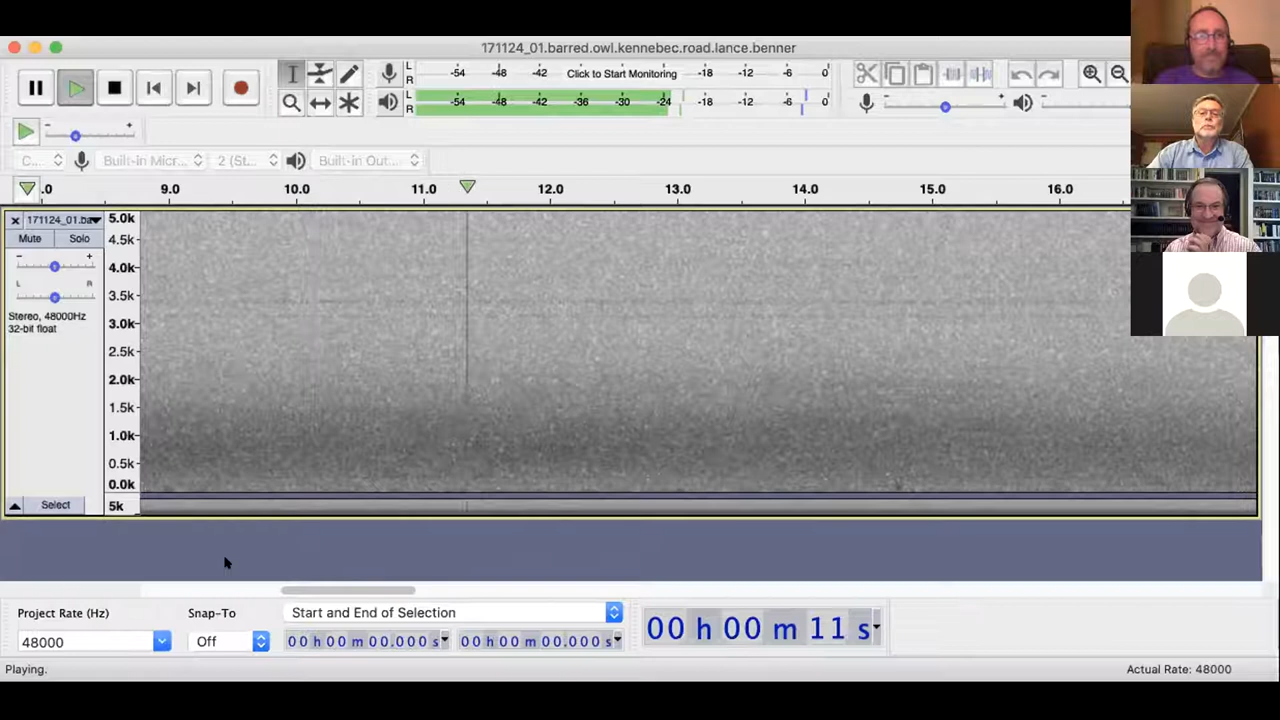 171124_01.barred.owl.kennebec.road.lance.benner
L
R
-54 -48 -42 Click to Start Monitoring -18 -12 -6 0
L
R
-54 -48 -42 -36 -30 -24 -18 -12 -6 0
- +
- +
C... Built-in Micr... 2 (St... Built-in Out...
.0 9.0 10.0 11.0 12.0 13.0 14.0 15.0 16.0
171124_01.ba
Mute Solo
- +
L R
Stereo, 48000Hz
32-bit float
5.0k
4.5k
4.0k
3.5k
3.0k
2.5k
2.0k
1.5k
1.0k
0.5k
0.0k
Select
5k
Project Rate (Hz) Snap-To Start and End of Selection
48000 Off 00 h 00 m 00.000 s 00 h 00 m 00.000 s 00 h 00 m 11 s
Playing. Actual Rate: 48000